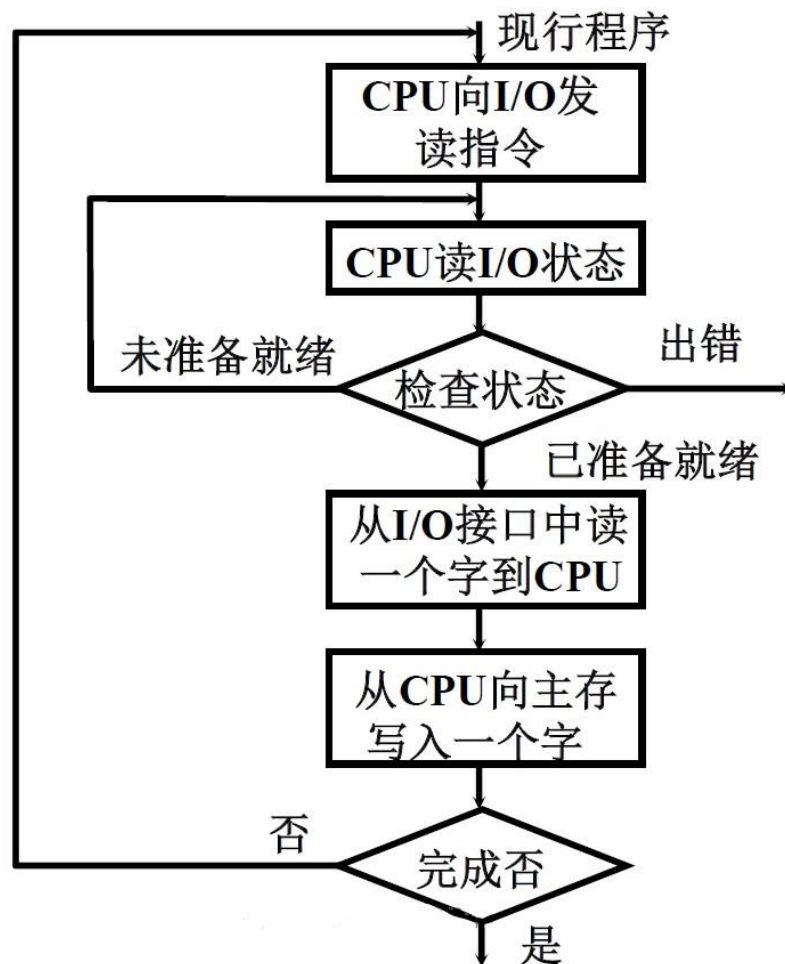 现行程序
CPU向I/O发
读指令
CPU读I/O状态
未准备就绪
检查状态
出错
已准备就绪
从I/O接口中读
一个字到CPU
从CPU向主存
写入一个字
否
完成否
是